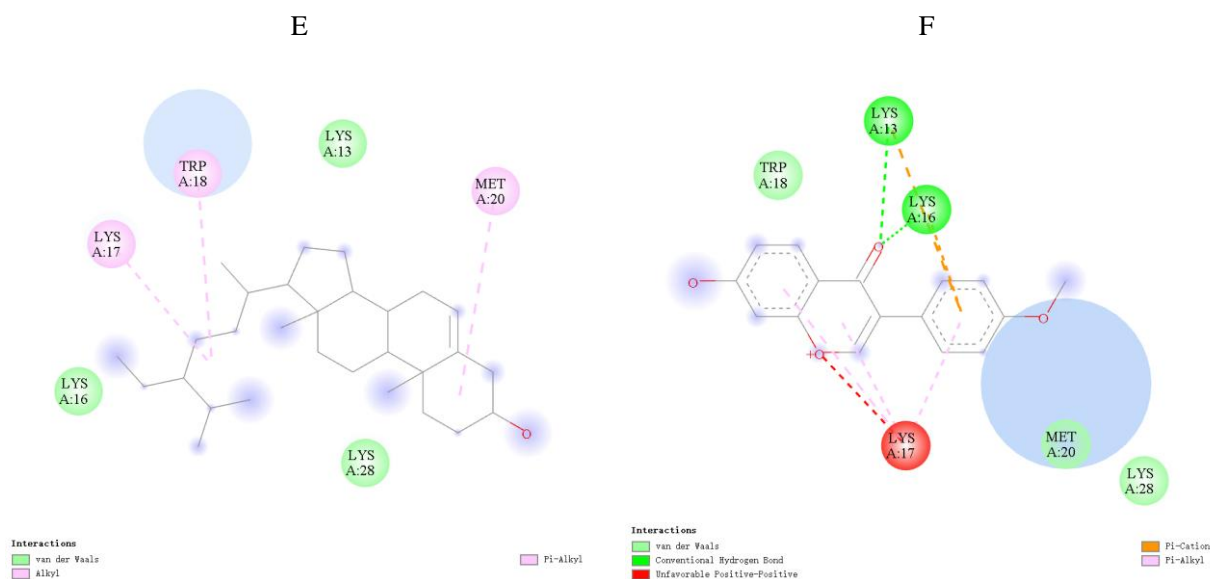 E
F
LYS
A:13
TRP
A:18
MET
A:20
LYS
A:17
LYS
A:16
LYS
A:28
O
Interactions
van der Waals
Alkyl
Pi-Alkyl
LYS
A:13
TRP
A:18
LYS
A:16
O
O
O
+O
LYS
A:17
MET
A:20
LYS
A:28
Interactions
van der Waals
Conventional Hydrogen Bond
Unfavorable Positive-Positive
Pi-Cation
Pi-Alkyl